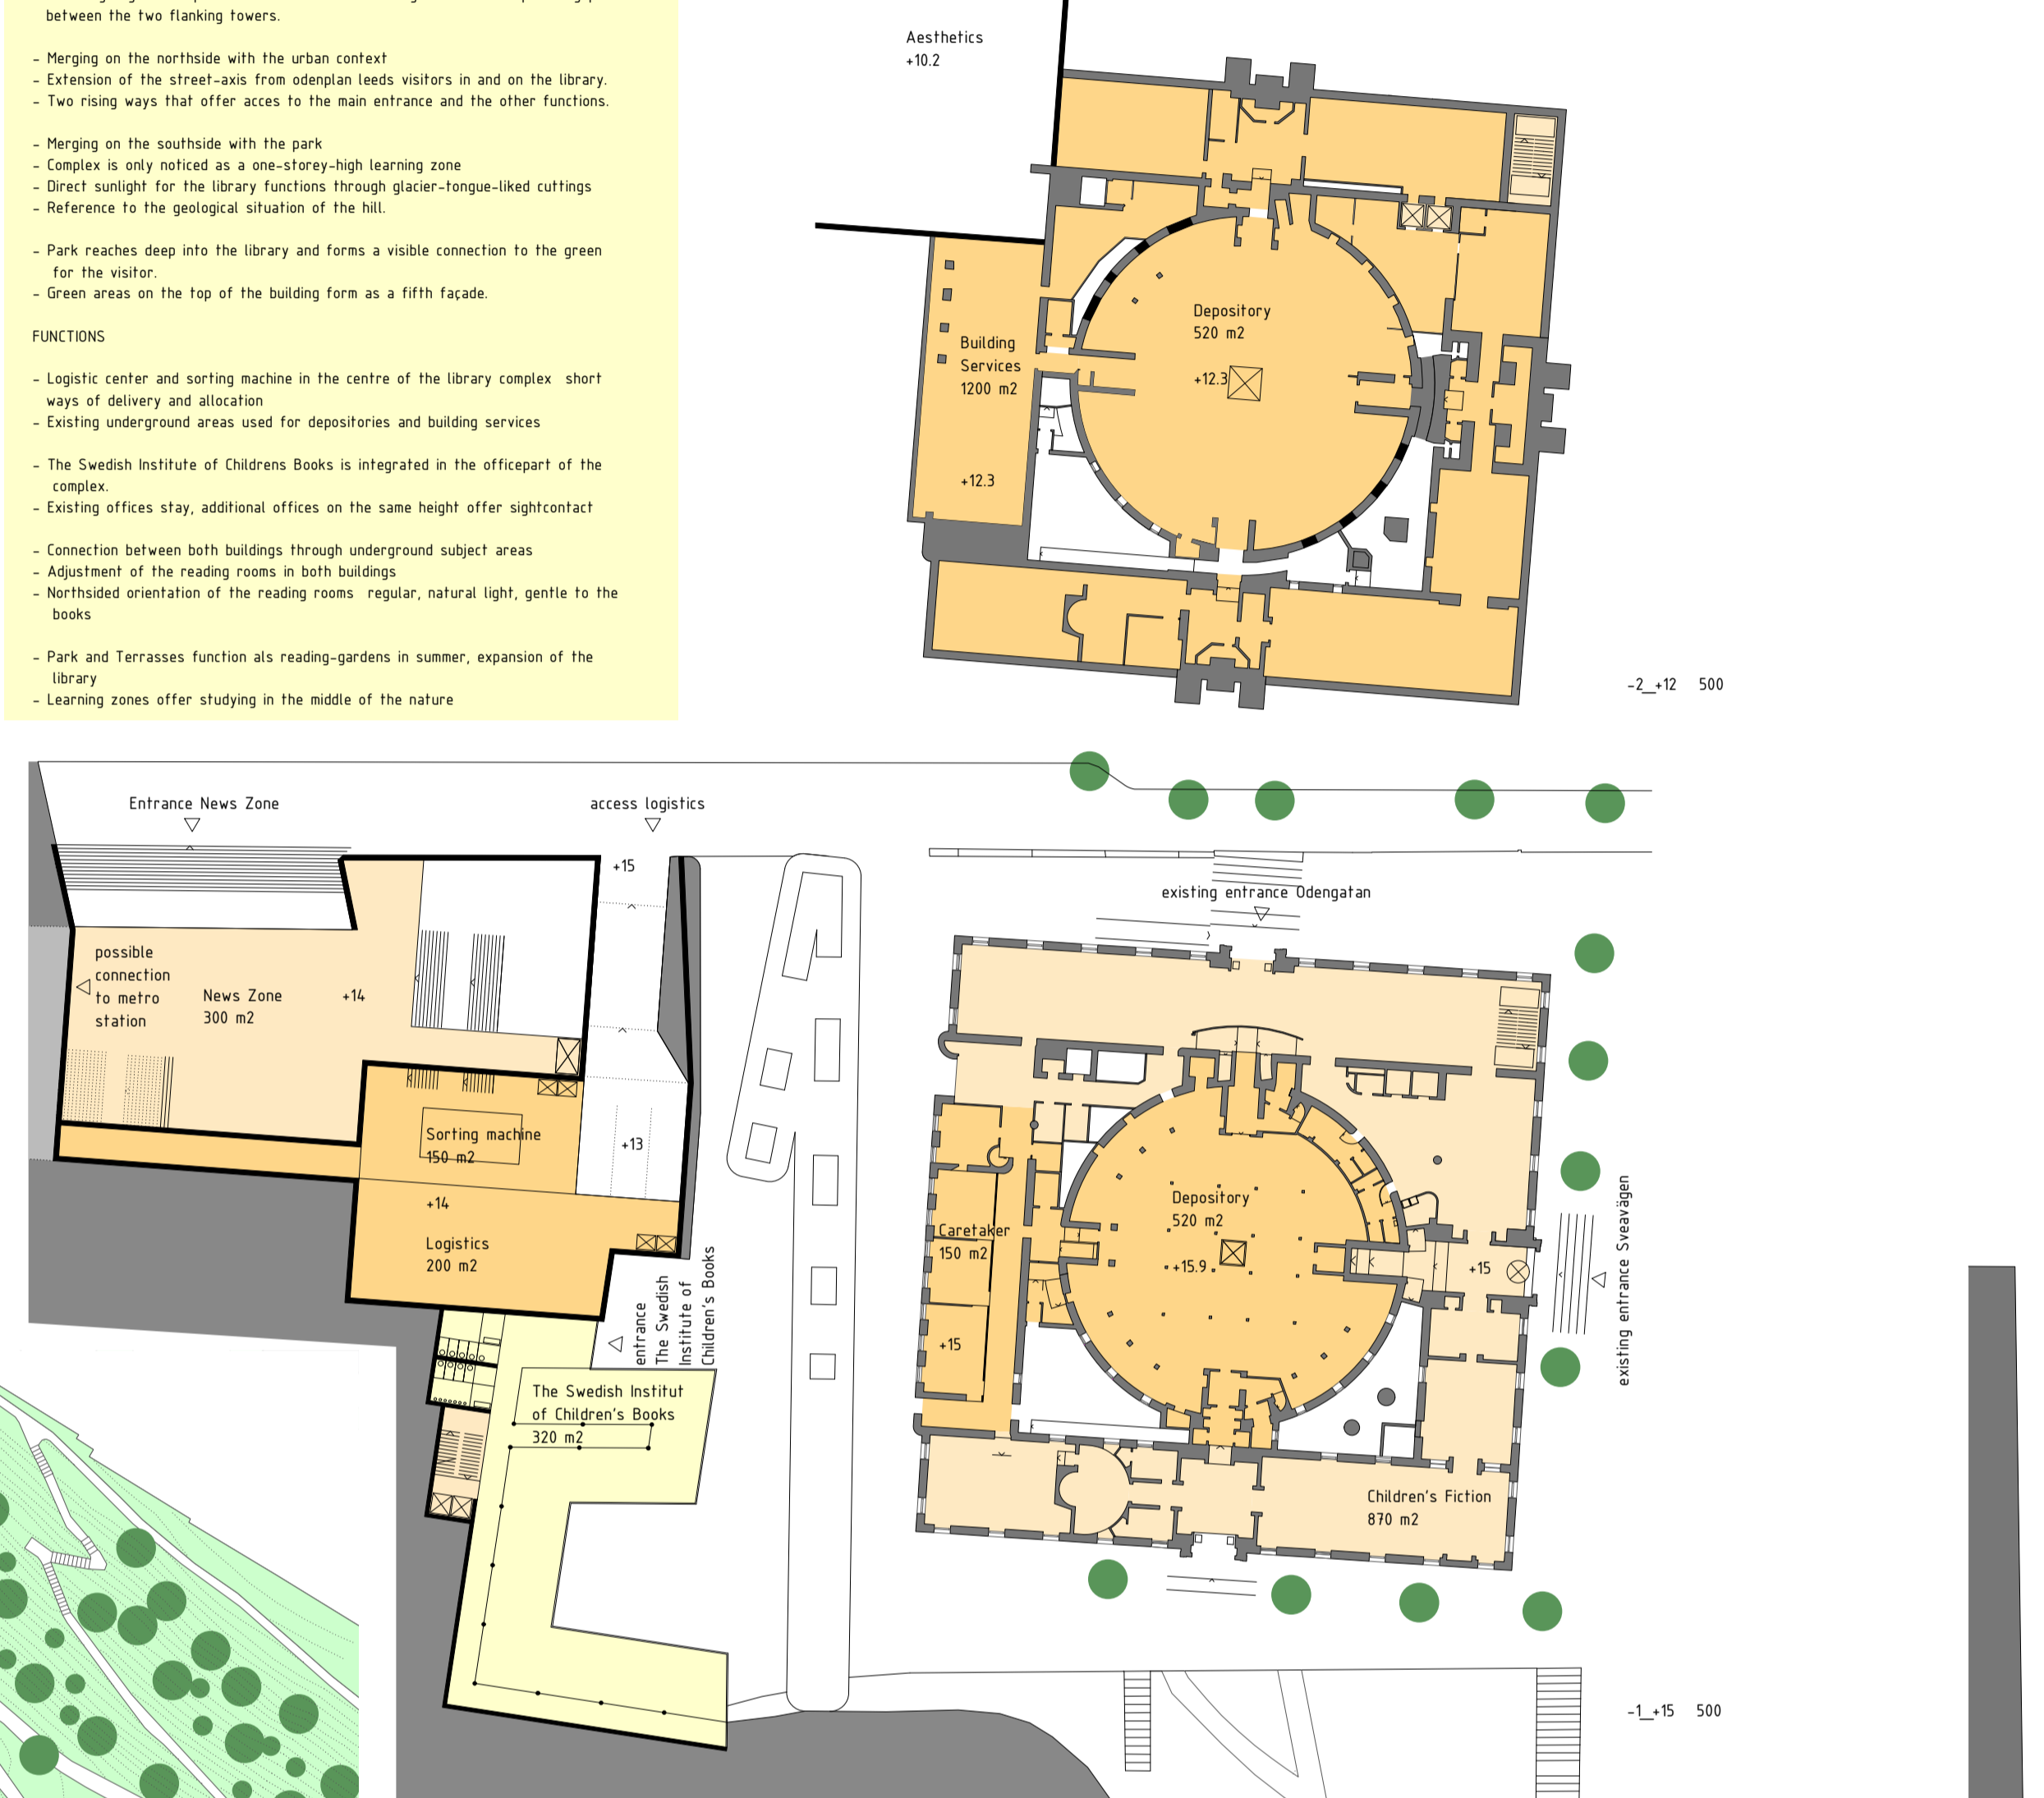 between the two flanking towers.
- Merging on the northside with the urban context
- Extension of the street-axis from odenplan leeds visitors in and on the library.
- Two rising ways that offer acces to the main entrance and the other functions.
- Merging on the southside with the park
- Complex is only noticed as a one-storey-high learning zone
- Direct sunlight for the library functions through glacier-tongue-liked cuttings
- Reference to the geological situation of the hill.
- Park reaches deep into the library and forms a visible connection to the green
for the visitor.
- Green areas on the top of the building form as a fifth façade.
FUNCTIONS
- Logistic center and sorting machine in the centre of the library complex short
ways of delivery and allocation
- Existing underground areas used for depositories and building services
- The Swedish Institute of Childrens Books is integrated in the officepart of the
complex.
- Existing offices stay, additional offices on the same height offer sightcontact
- Connection between both buildings through underground subject areas
- Adjustment of the reading rooms in both buildings
- Northsided orientation of the reading rooms regular, natural light, gentle to the
books
- Park and Terrasses function als reading-gardens in summer, expansion of the
library
- Learning zones offer studying in the middle of the nature
Aesthetics
+10.2
Depository
520 m2
+12.3
Building
Services
1200 m2
+12.3
-2_+12 500
Entrance News Zone
access logistics
+15
existing entrance Odengatan
possible
connection
to metro
station
News Zone
300 m2
+14
Sorting machine
150 m2
+13
+14
Logistics
200 m2
entrance
The Swedish
Institute of
Children's Books
The Swedish Institut
of Children's Books
320 m2
Depository
520 m2
+15.9
Caretaker
150 m2
+15
+15
existing entrance Sveavägen
Children's Fiction
870 m2
-1_+15 500